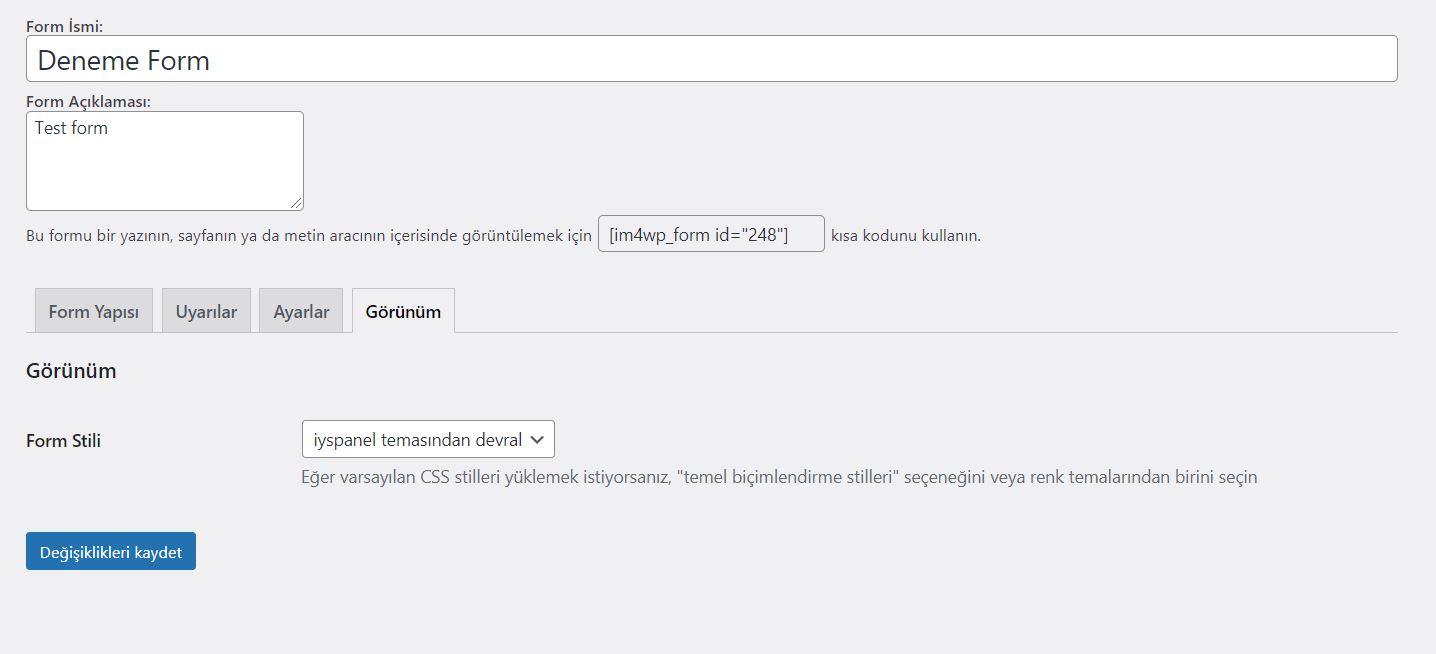 Form İsmi:
Deneme Form
Form Açıklaması:
Test form
Bu formu bir yazının, sayfanın ya da metin aracının içerisinde görüntülemek için [im4wp_form id="248"] kısa kodunu kullanın.
Form Yapısı Uyarılar Ayarlar Görünüm
Görünüm
Form Stili iyspanel temasından devral
Eğer varsayılan CSS stilleri yüklemek istiyorsanız, "temel biçimlendirme stilleri" seçeneğini veya renk temalarından birini seçin
Değişiklikleri kaydet